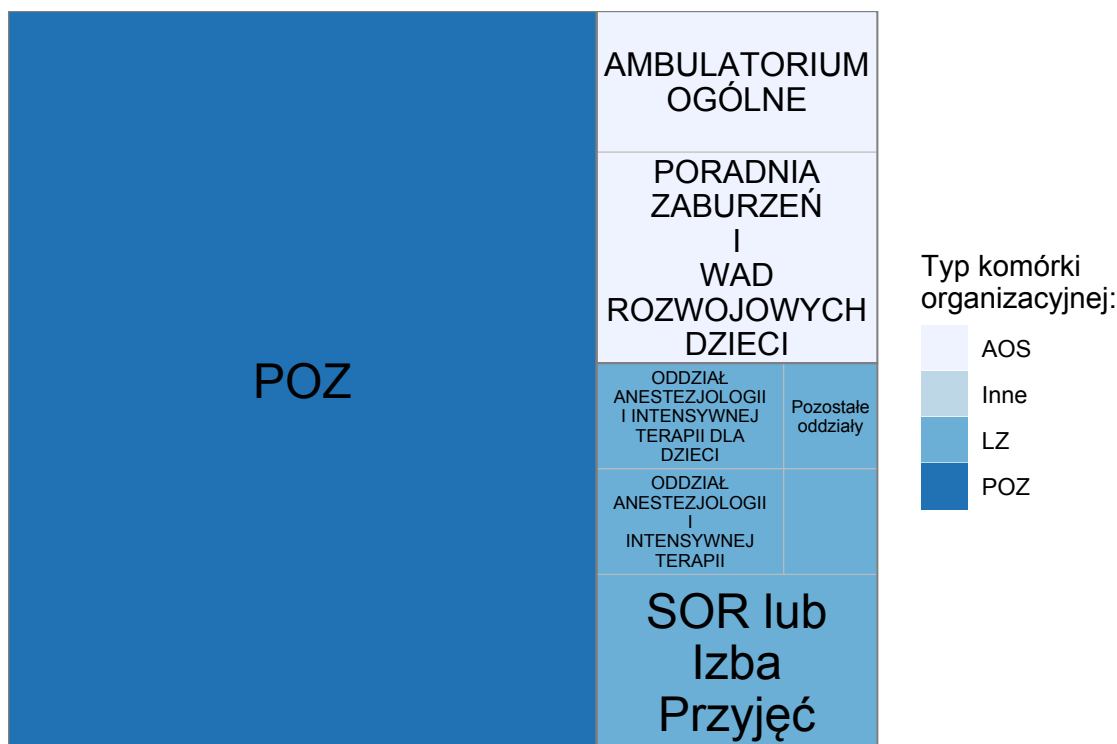 POZ
AMBULATORIUM
OGÓLNE
PORADNIA
ZABURZEŃ
I
WAD
ROZWOJOWYCH
DZIECI
ODDZIAŁ
ANESTEZJOLOGII
I INTENSYWNEJ
TERAPII DLA
DZIECI
Pozostałe
oddziały
ODDZIAŁ
ANESTEZJOLOGII
I
INTENSYWNEJ
TERAPII
SOR lub
Izba
Przyjęć
Typ komórki
organizacyjnej:
AOS
Inne
LZ
POZ